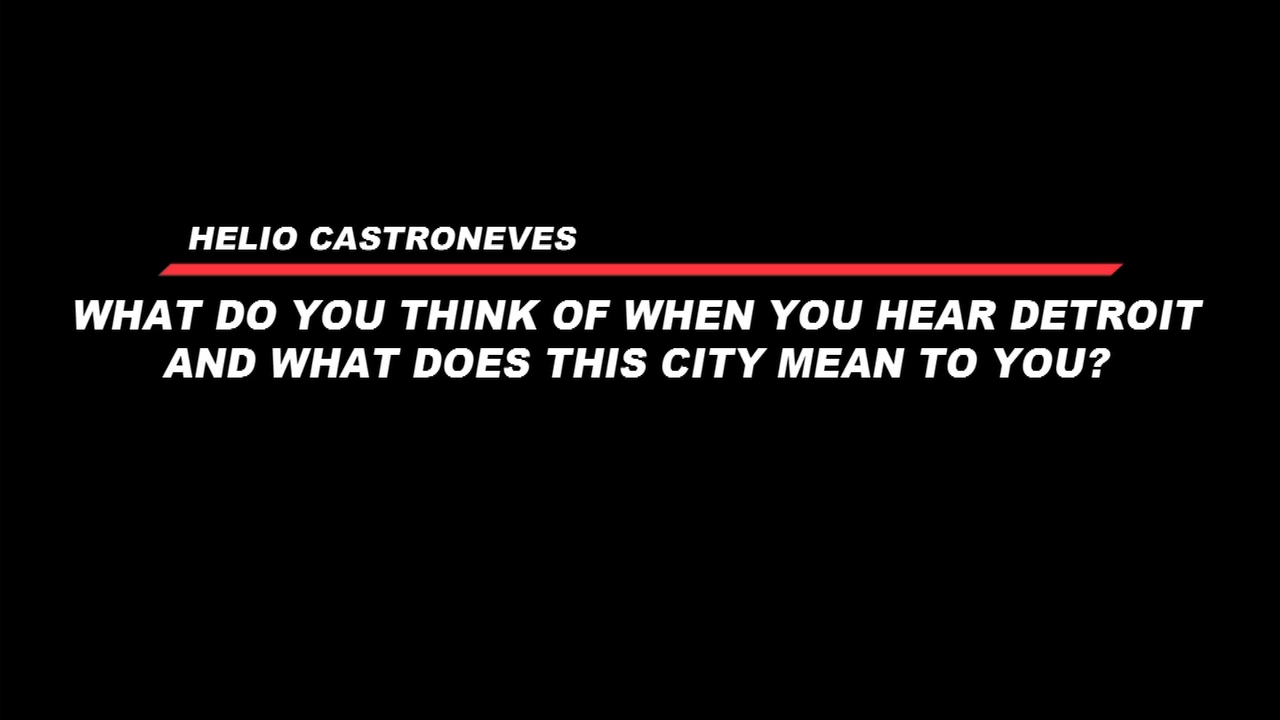 HELIO CASTRONEVES
WHAT DO YOU THINK OF WHEN YOU HEAR DETROIT
AND WHAT DOES THIS CITY MEAN TO YOU?